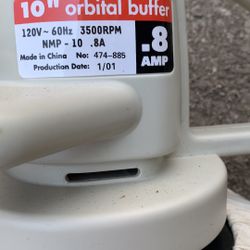 10" orbital buffer
120V~ 60Hz 3500RPM
NMP-10 .8A
Made in China No: 474-885
Production Date: 1/01
.8
AMP